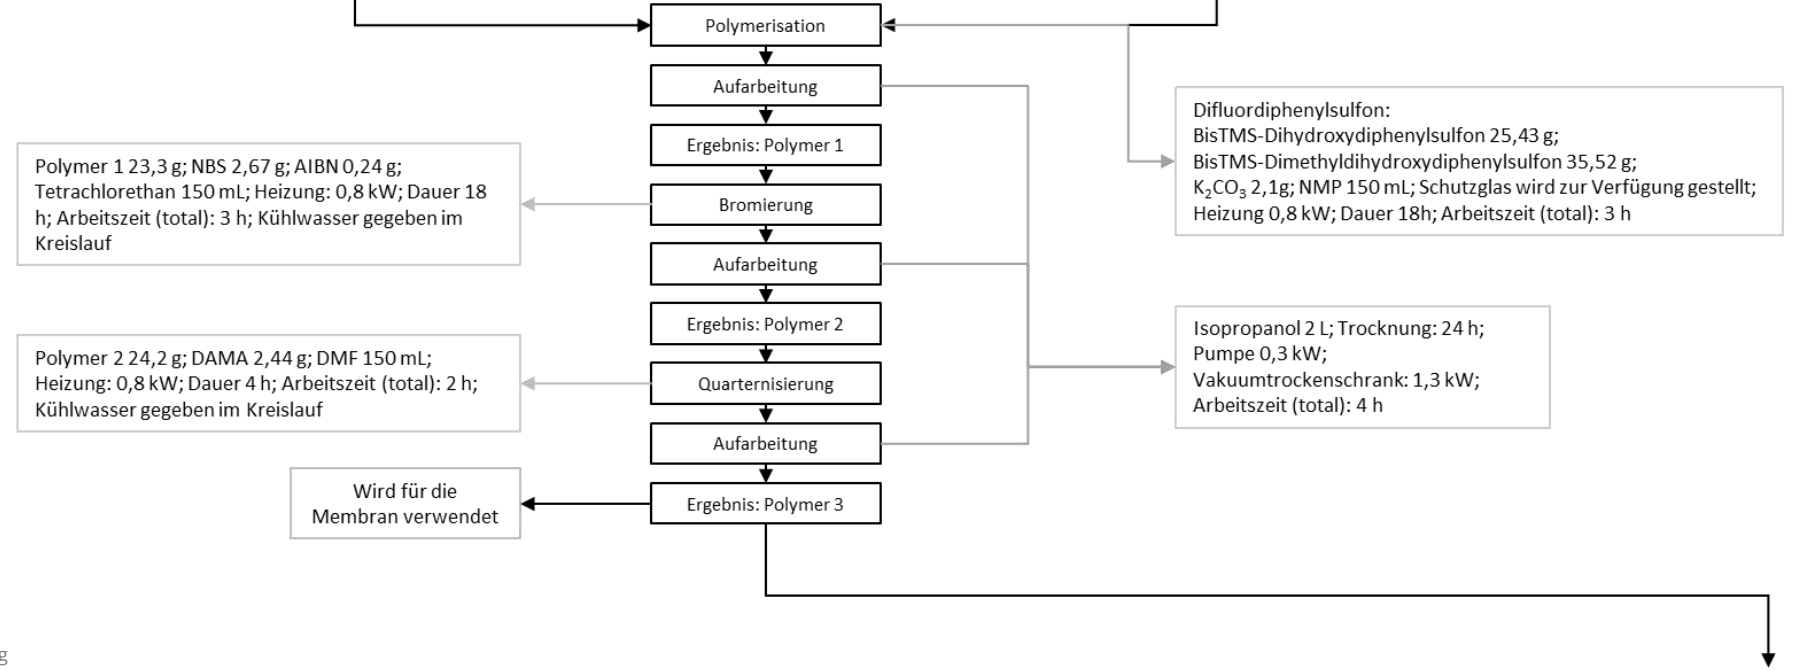 Polymerisation
Aufarbeitung
Difluordiphenylsulfon:
BisTMS-Dihydroxydiphenylsulfon 25,43 g;
BisTMS-Dimethyldihydroxydiphenylsulfon 35,52 g;
K₂CO₃ 2,1g; NMP 150 mL; Schutzglas wird zur Verfügung gestellt;
Heizung 0,8 kW; Dauer 18h; Arbeitszeit (total): 3 h
Ergebnis: Polymer 1
Polymer 1 23,3 g; NBS 2,67 g; AIBN 0,24 g;
Tetrachlorethan 150 mL; Heizung: 0,8 kW; Dauer 18
h; Arbeitszeit (total): 3 h; Kühlwasser gegeben im
Kreislauf
Bromierung
Aufarbeitung
Ergebnis: Polymer 2
Isopropanol 2 L; Trocknung: 24 h;
Pumpe 0,3 kW;
Vakuumtrockenschrank: 1,3 kW;
Arbeitszeit (total): 4 h
Polymer 2 24,2 g; DAMA 2,44 g; DMF 150 mL;
Heizung: 0,8 kW; Dauer 4 h; Arbeitszeit (total): 2 h;
Kühlwasser gegeben im Kreislauf
Quarternisierung
Aufarbeitung
Wird für die
Membran verwendet
Ergebnis: Polymer 3
g